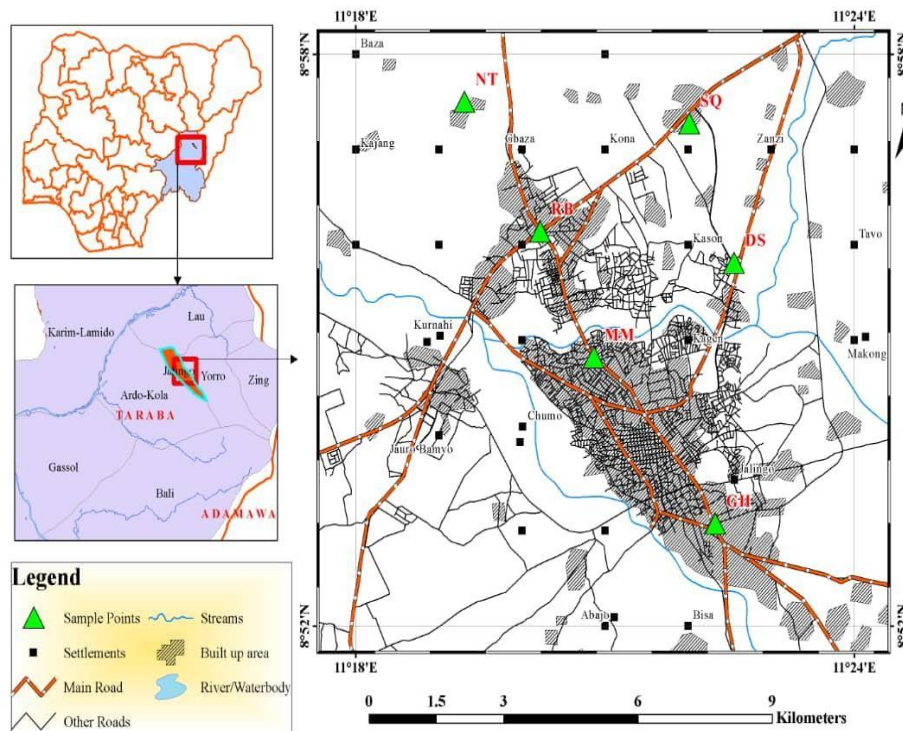 11°18'E
11°24'E
8°58'N
8°58'N
Baza
NT
SQ
Kajang
Gbaza
Kona
Zanzi
RB
Kason
DS
Tavo
Kurnahi
MM
Kagen
Makong
Chumo
Jauro Bamyo
Jalingo
GH
Abajo
Bisa
8°52'N
8°52'N
11°18'E
11°24'E
Karim-Lamido
Lau
Jalingo
Yorro
Zing
Ardo-Kola
TARABA
Gassol
Bali
ADAMAWA
Legend
Sample Points
Streams
Settlements
Built up area
Main Road
River/Waterbody
Other Roads
0 1.5 3 6 9
Kilometers